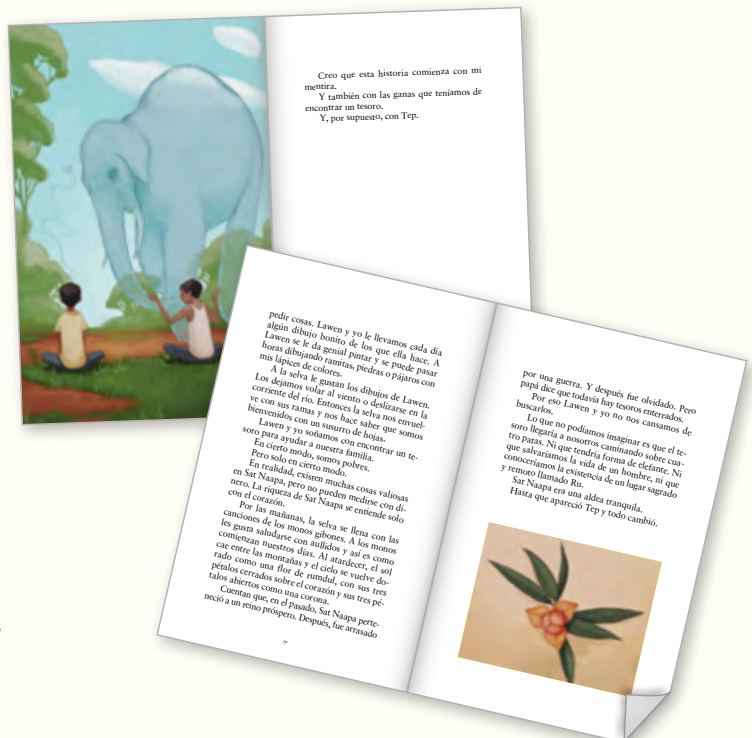 Creo que esta historia comienza con mi
mentira.
Y también con las ganas que teníamos de
encontrar un tesoro.
Y, por supuesto, con Tep.
pedir cosas. Lawen y yo le llevamos cada día
algún dibujo bonito de los que ella hace. A
Lawen se le da genial pintar y se puede pasar
horas dibujando ramitas, piedras o pájaros con
mis lápices de colores.
A la selva le gustan los dibujos de Lawen.
Los dejamos volar al viento o deslizarse en la
corriente del río. Entonces la selva nos envuel-
ve con sus ramas y nos hace saber que somos
bienvenidos con un susurro de hojas.
Lawen y yo soñamos con encontrar un te-
soro para ayudar a nuestra familia.
En cierto modo, somos pobres.
Pero solo en cierto modo.
En realidad, existen muchas cosas valiosas
en Sat Naapa, pero no pueden medirse con di-
nero. La riqueza de Sat Naapa se entiende solo
con el corazón.
Por las mañanas, la selva se llena con las
canciones de los monos gibones. A los monos
les gusta saludarse con aullidos y así es como
comienzan nuestros días. Al atardecer, el sol
cae entre las montañas y el cielo se vuelve do-
rado como una flor de rumdul, con sus tres
pétalos cerrados sobre el corazón y sus tres pé-
talos abiertos como una corona.
Cuentan que, en el pasado, Sat Naapa perte-
neció a un reino próspero. Después, fue arrasado
por una guerra. Y después fue olvidado. Pero
papá dice que todavía hay tesoros enterrados.
Por eso Lawen y yo no nos cansamos de
buscarlos.
Lo que no podíamos imaginar es que el te-
soro llegaría a nosotros caminando sobre cua-
tro patas. Ni que tendría forma de elefante. Ni
que salvaríamos la vida de un hombre, ni que
conoceríamos la existencia de un lugar sagrado
y remoto llamado Ru.
Sat Naapa era una aldea tranquila.
Hasta que apareció Tep y todo cambió.